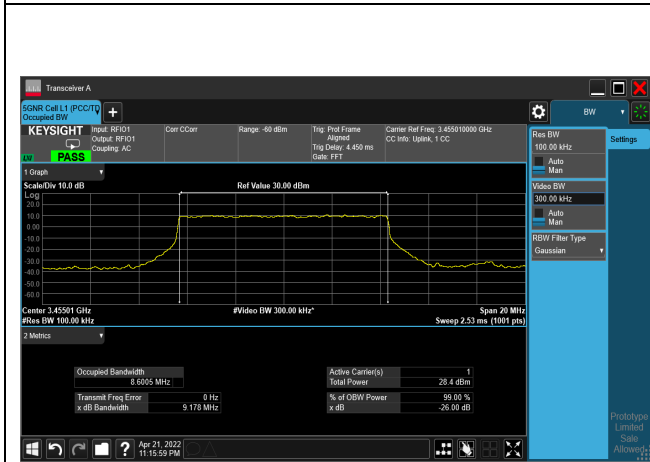 Transceiver A
5GNR Cell L1 (PCC/TD
Occupied BW
BW
KEYSIGHT
Input: RFIO1
Output: RFIO1
Coupling: AC
Corr CCorr
Range: -60 dBm
Trig: Prot Frame
Aligned
Trig Delay: 4.450 ms
Gate: FFT
Carrier Ref Freq: 3.455010000 GHz
CC Info: Uplink, 1 CC
LV
PASS
1 Graph
Scale/Div 10.0 dB
Ref Value 30.00 dBm
Log
20.0
10.0
0.00
-10.0
-20.0
-30.0
-40.0
-50.0
-60.0
Center 3.45501 GHz
#Video BW 300.00 kHz*
Span 20 MHz
#Res BW 100.00 kHz
Sweep 2.53 ms (1001 pts)
2 Metrics
Occupied Bandwidth
8.6005 MHz
Active Carrier(s) 1
Total Power 28.4 dBm
Transmit Freq Error 0 Hz
x dB Bandwidth 9.178 MHz
% of OBW Power 99.00 %
x dB -26.00 dB
Res BW
100.00 kHz
Auto
Man
Video BW
300.00 kHz
Auto
Man
RBW Filter Type
Gaussian
Settings
Prototype
Limited
Sale
Allowed
?
Apr 21, 2022
11:15:59 PM